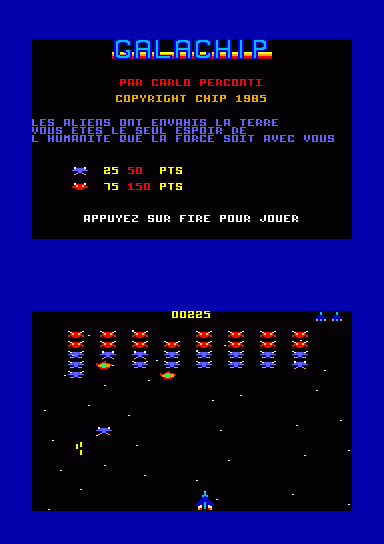 GALACHIP
PAR CARLO PERCONTI
COPYRIGHT CHIP 1985
LES ALIENS ONT ENVAHIS LA TERRE
VOUS ETES LE SEUL ESPOIR DE
L HUMANITE QUE LA FORCE SOIT AVEC VOUS
25 50 PTS
75 150 PTS
APPUYEZ SUR FIRE POUR JOUER
00225